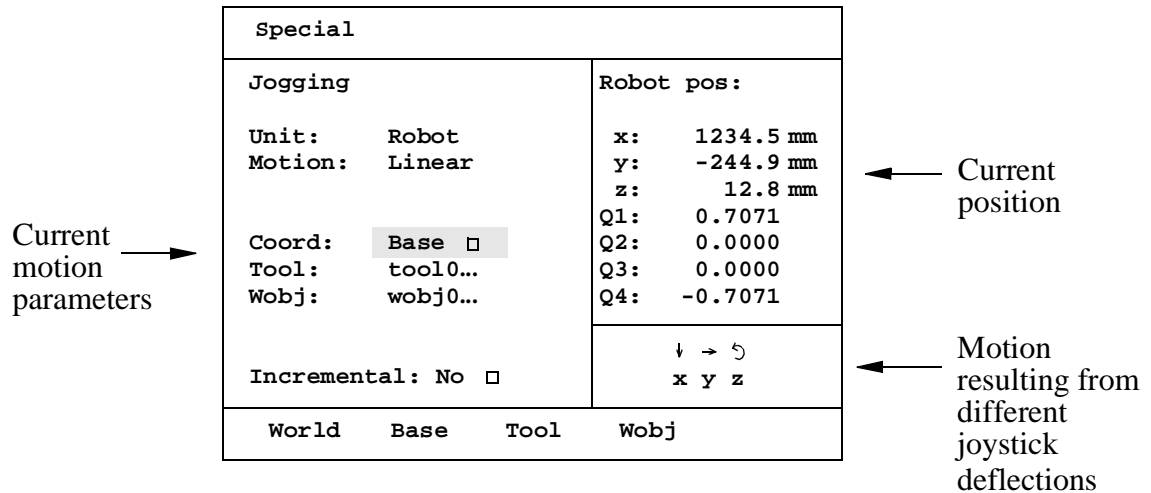 Special
Jogging
Unit: Robot
Motion: Linear
Coord: Base
Tool: tool0...
Wobj: wobj0...
Incremental: No
Robot pos:
x: 1234.5 mm
y: -244.9 mm
z: 12.8 mm
Q1: 0.7071
Q2: 0.0000
Q3: 0.0000
Q4: -0.7071
x y z
World Base Tool Wobj
Current
motion
parameters
Current
position
Motion
resulting from
different
joystick
deflections